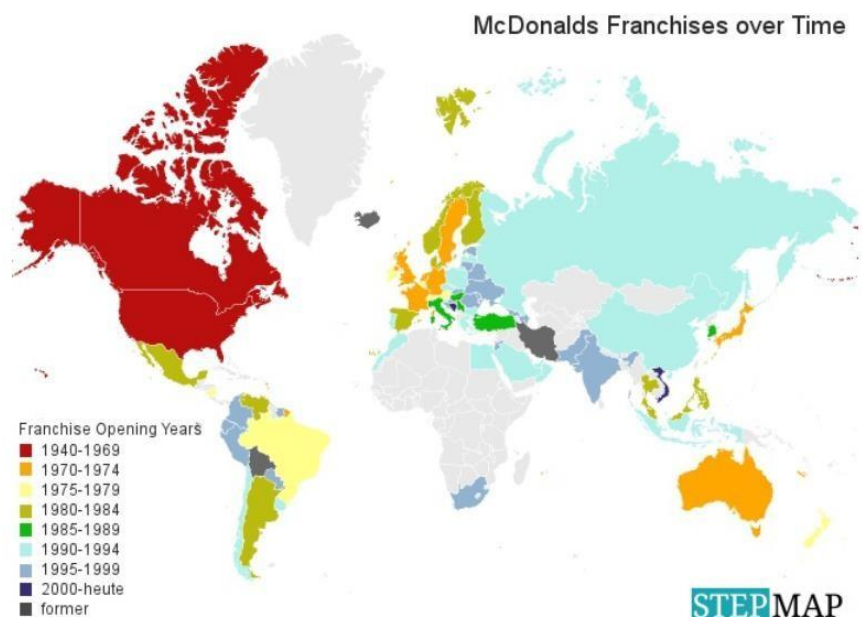 McDonalds Franchises over Time
Franchise Opening Years
1940-1969
1970-1974
1975-1979
1980-1984
1985-1989
1990-1994
1995-1999
2000-heute
former
STEPMAP